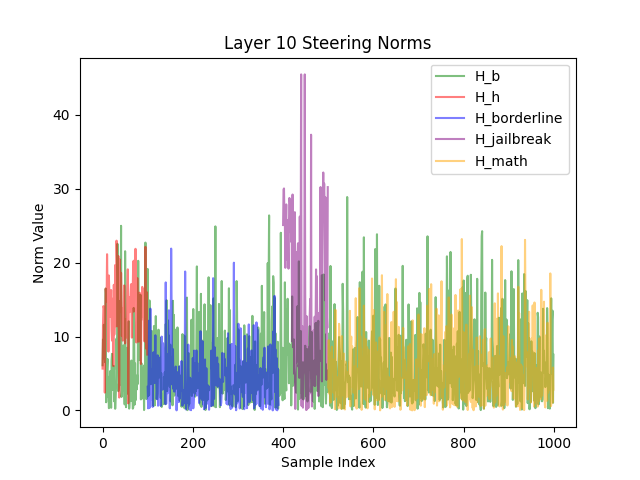 Layer 10 Steering Norms
H_b
H_h
H_borderline
H_jailbreak
H_math
Norm Value
40
30
20
10
0
0 200 400 600 800 1000
Sample Index